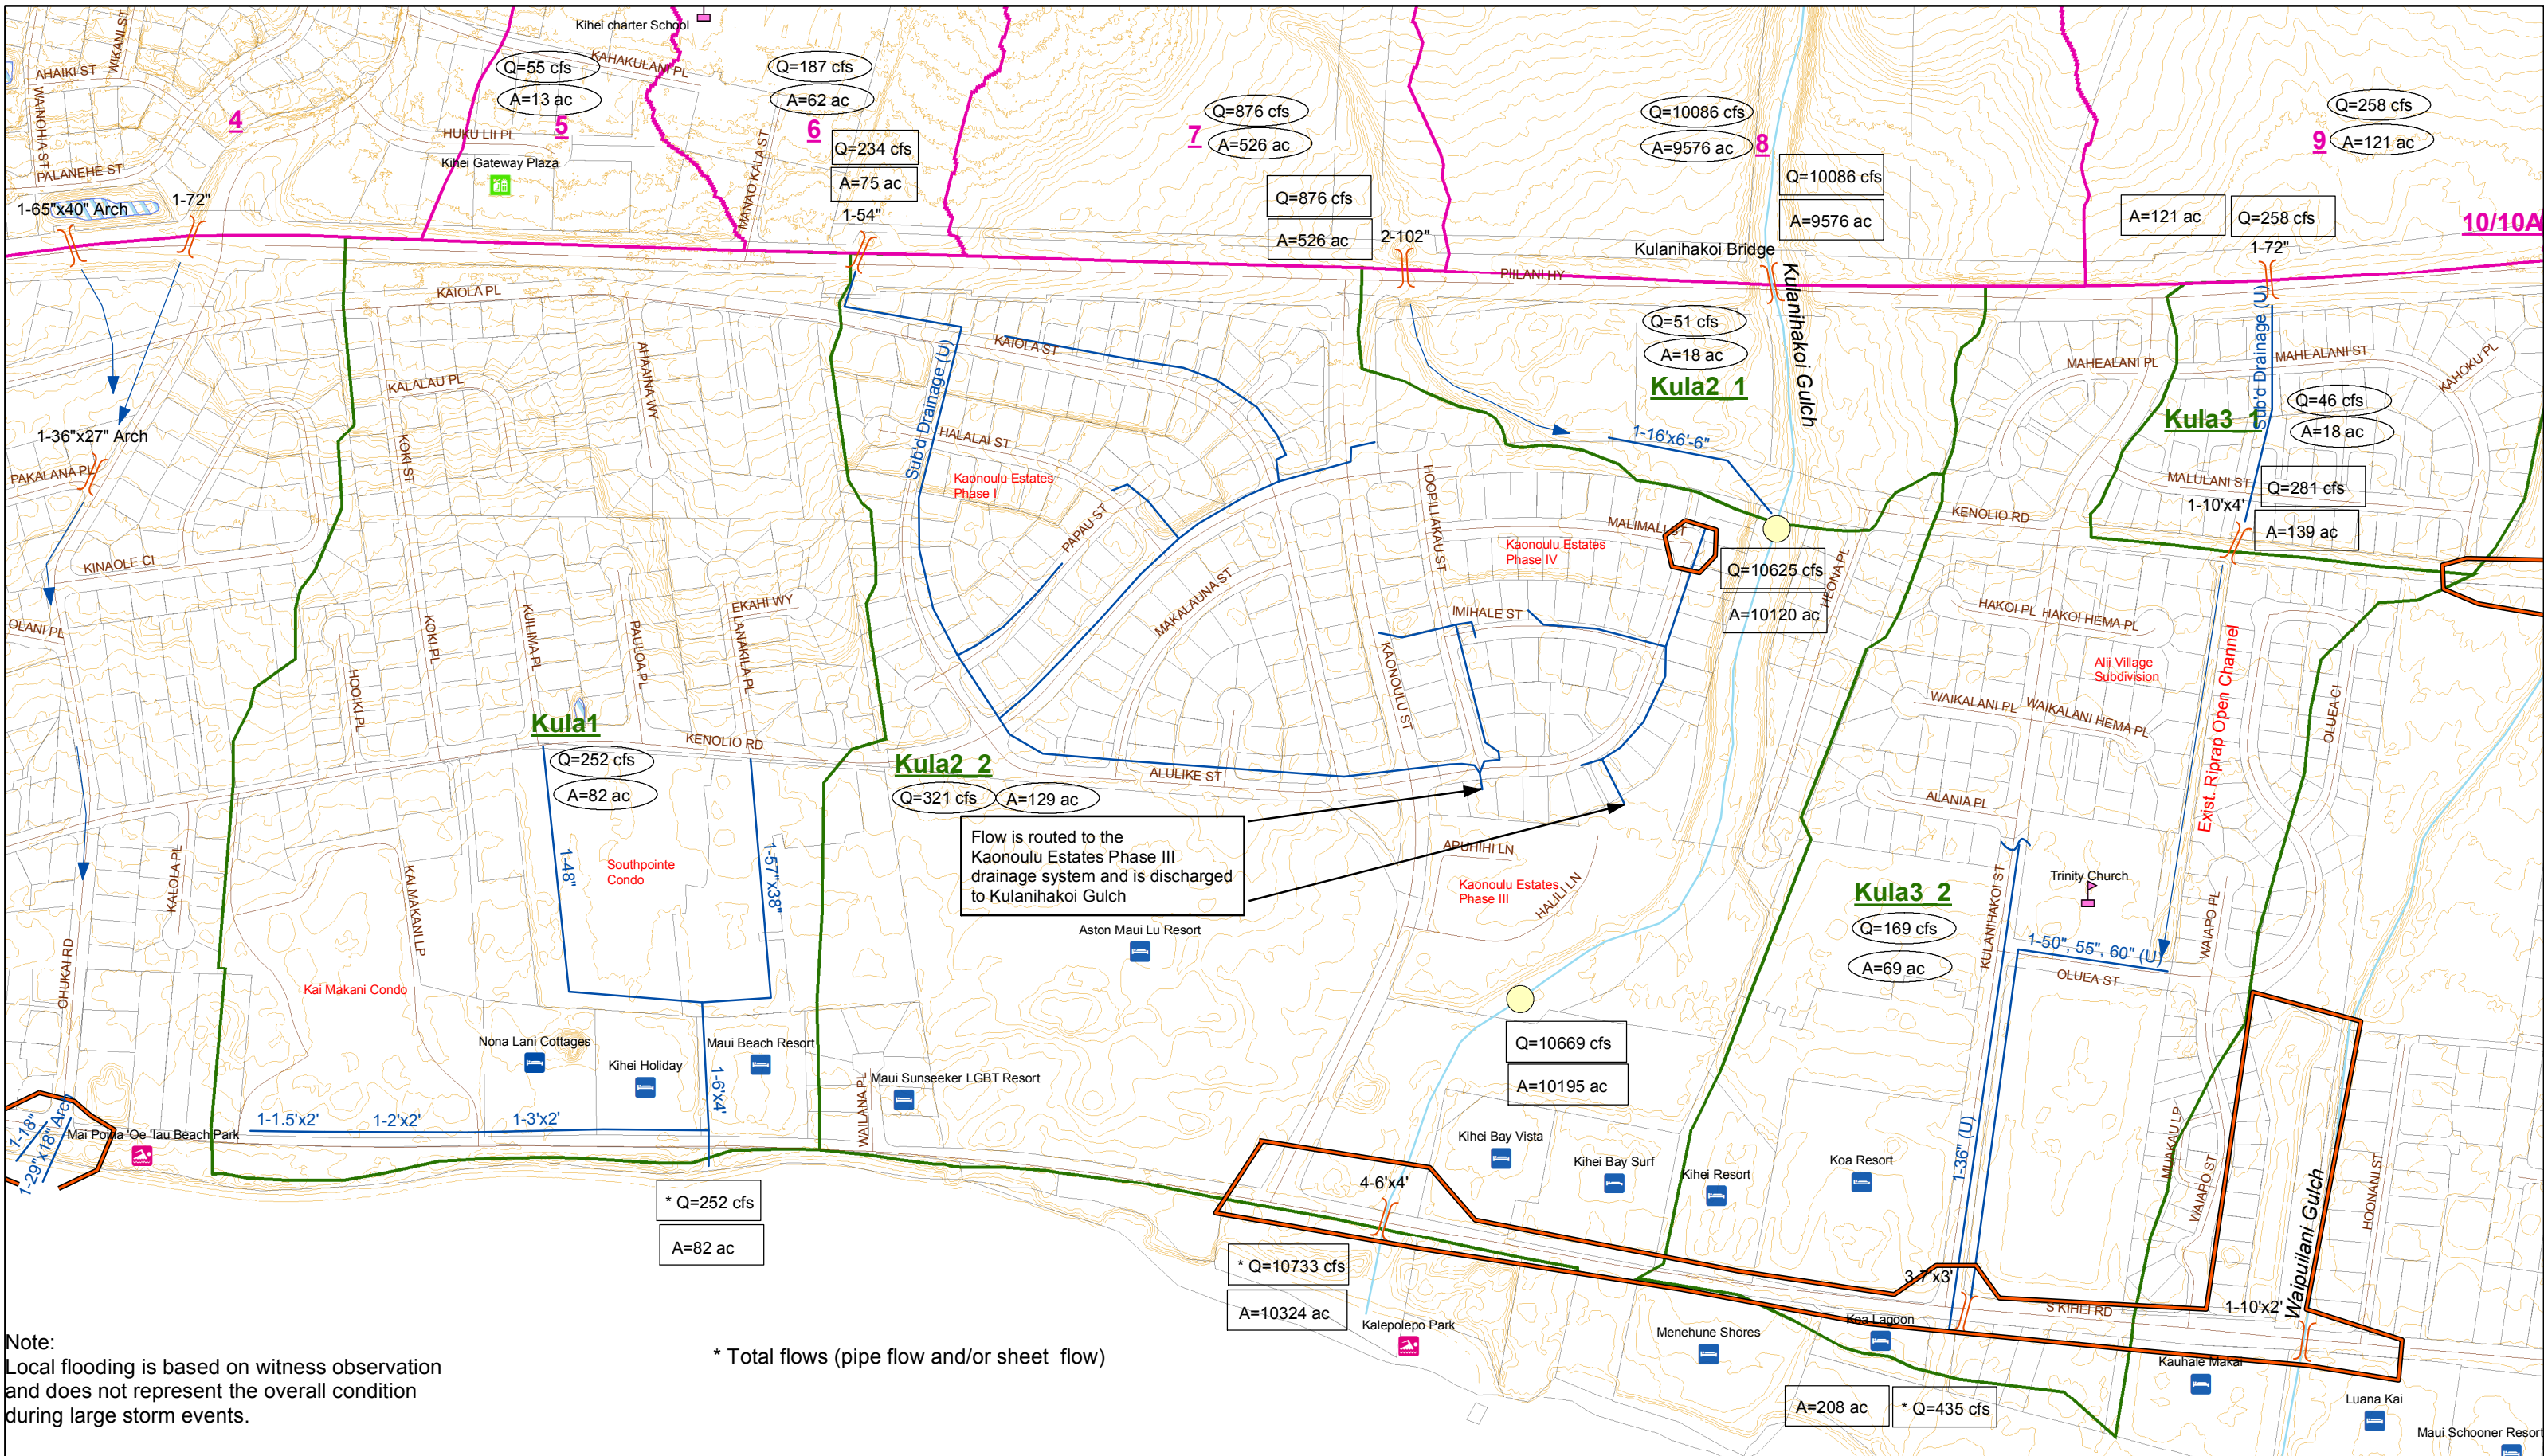 Kihei charter School
WIKANI ST
AHAIKI ST
WAINOHIA ST
PALANEHE ST
1-65"x40" Arch
1-72"
4
Q=55 cfs
A=13 ac
5
KAHAKULANI PL
HUKU LII PL
Kihei Gateway Plaza
Q=187 cfs
A=62 ac
6
Q=234 cfs
A=75 ac
1-54"
MANAO KALA ST
7
Q=876 cfs
A=526 ac
Q=876 cfs
A=526 ac
2-102"
Q=10086 cfs
A=9576 ac
8
Q=10086 cfs
A=9576 ac
Kulanihakoi Bridge
Kulanihakoi Gulch
PIILANI HY
Q=258 cfs
9
A=121 ac
A=121 ac
Q=258 cfs
1-72"
10/10A
KAIOLA PL
KALALAU PL
AHAAINA WY
KOKI ST
1-36"x27" Arch
PAKALANA PL
KINAOLE CI
OLANI PL
HOOIKI PL
KOKI PL
KUILIMA PL
PAULOA PL
EKAHI WY
LANAKILA PL
KENOLIO RD
Kula1
Q=252 cfs
A=82 ac
Sub'd Drainage (U)
KAIOLA ST
HALALAI ST
Kaonoulu Estates
Phase I
PAPAU ST
MAKALAUNA ST
Kula2_2
Q=321 cfs
A=129 ac
ALULIKE ST
HOOPILI AKAU ST
KAONOULU ST
IMIHALE ST
MALIMALI ST
Kaonoulu Estates
Phase IV
Q=51 cfs
A=18 ac
Kula2_1
1-16'x6'-6"
Q=10625 cfs
A=10120 ac
HEONA PL
MAHEALANI PL
MAHEALANI ST
KAHOKU PL
Sub'd Drainage (U)
Kula3_1
Q=46 cfs
A=18 ac
MALULANI ST
1-10'x4'
Q=281 cfs
A=139 ac
KENOLIO RD
HAKOI PL
HAKOI HEMA PL
Alii Village
Subdivision
WAIKALANI PL
WAIKALANI HEMA PL
Exist. Riprap Open Channel
OLUEA CI
ALANIA PL
Flow is routed to the
Kaonoulu Estates Phase III
drainage system and is discharged
to Kulanihakoi Gulch
APUHIHI LN
HALILI LN
Kaonoulu Estates
Phase III
Aston Maui Lu Resort
1-48"
Southpointe
Condo
1-57"x38"
KAIOLA PL
OHUKAI RD
KAI MAKANI LP
Kai Makani Condo
Nona Lani Cottages
Kihei Holiday
Maui Beach Resort
1-6'x4'
Maui Sunseeker LGBT Resort
WAILANA PL
1-18"
1-29"x18" Arch
Mai Poina 'Oe 'Iau Beach Park
1-1.5'x2'
1-2'x2'
1-3'x2'
* Q=252 cfs
A=82 ac
Kula3_2
Q=169 cfs
A=69 ac
KULANIHAKOI ST
Trinity Church
1-50", 55", 60" (U)
OLUEA ST
WAIAPO PL
Q=10669 cfs
A=10195 ac
Kihei Bay Vista
Kihei Bay Surf
Kihei Resort
Koa Resort
1-36" (U)
MUAKAU LP
WAIAPO ST
Waipuilani Gulch
HOONANI ST
4-6'x4'
3-7'x3'
S KIHEI RD
1-10'x2'
* Q=10733 cfs
A=10324 ac
Kalepolepo Park
Menehune Shores
Koa Lagoon
Kauhale Makai
Luana Kai
Maui Schooner Resort
A=208 ac
* Q=435 cfs
Note:
Local flooding is based on witness observation
and does not represent the overall condition
during large storm events.
* Total flows (pipe flow and/or sheet flow)